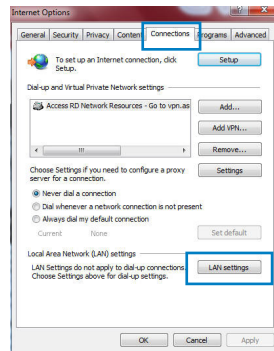 Internet Options
General Security Privacy Content Connections Programs Advanced
To set up an Internet connection, click
Setup.
Setup
Dial-up and Virtual Private Network settings
Access RD Network Resources - Go to vpn.as
Add...
Add VPN...
Remove...
Choose Settings if you need to configure a proxy
server for a connection.
Settings
Never dial a connection
Dial whenever a network connection is not present
Always dial my default connection
Current None
Set default
Local Area Network (LAN) settings
LAN Settings do not apply to dial-up connections.
Choose Settings above for dial-up settings.
LAN settings
OK Cancel Apply